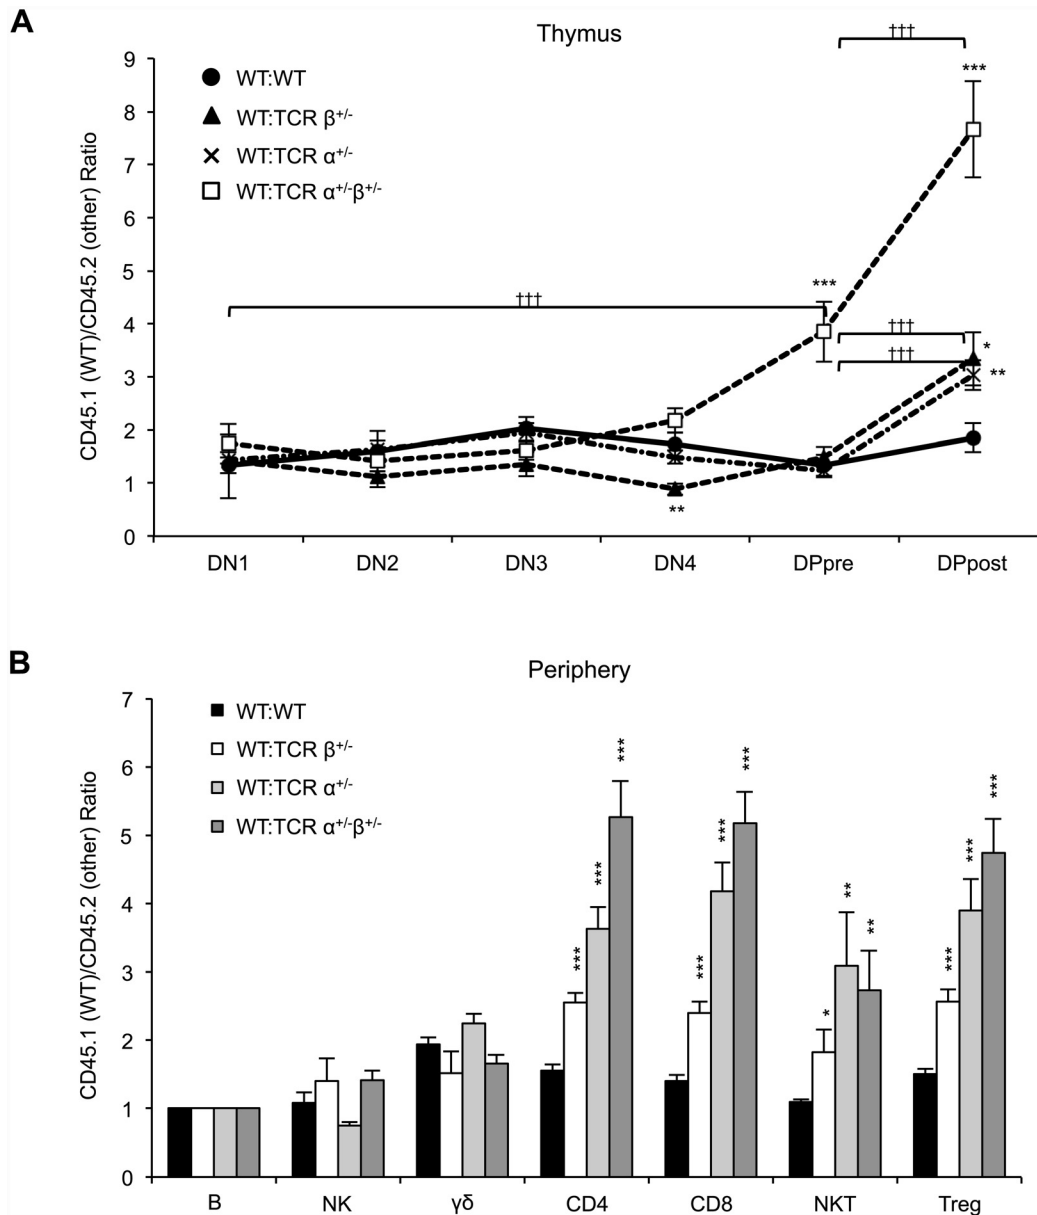 A
Thymus
†††
***
9
8
7
6
5
4
3
2
1
0
CD45.1 (WT)/CD45.2 (other) Ratio
WT:WT
WT:TCR β+/-
WT:TCR α+/-
WT:TCR α+/-β+/-
***
†††
†††
†††
*
**
**
DN1 DN2 DN3 DN4 DPpre DPpost
B
Periphery
7
6
5
4
3
2
1
0
CD45.1 (WT)/CD45.2 (other) Ratio
WT:WT
WT:TCR β+/-
WT:TCR α+/-
WT:TCR α+/-β+/-
*** *** ***
*** *** ***
* ** **
*** *** ***
B NK γδ CD4 CD8 NKT Treg